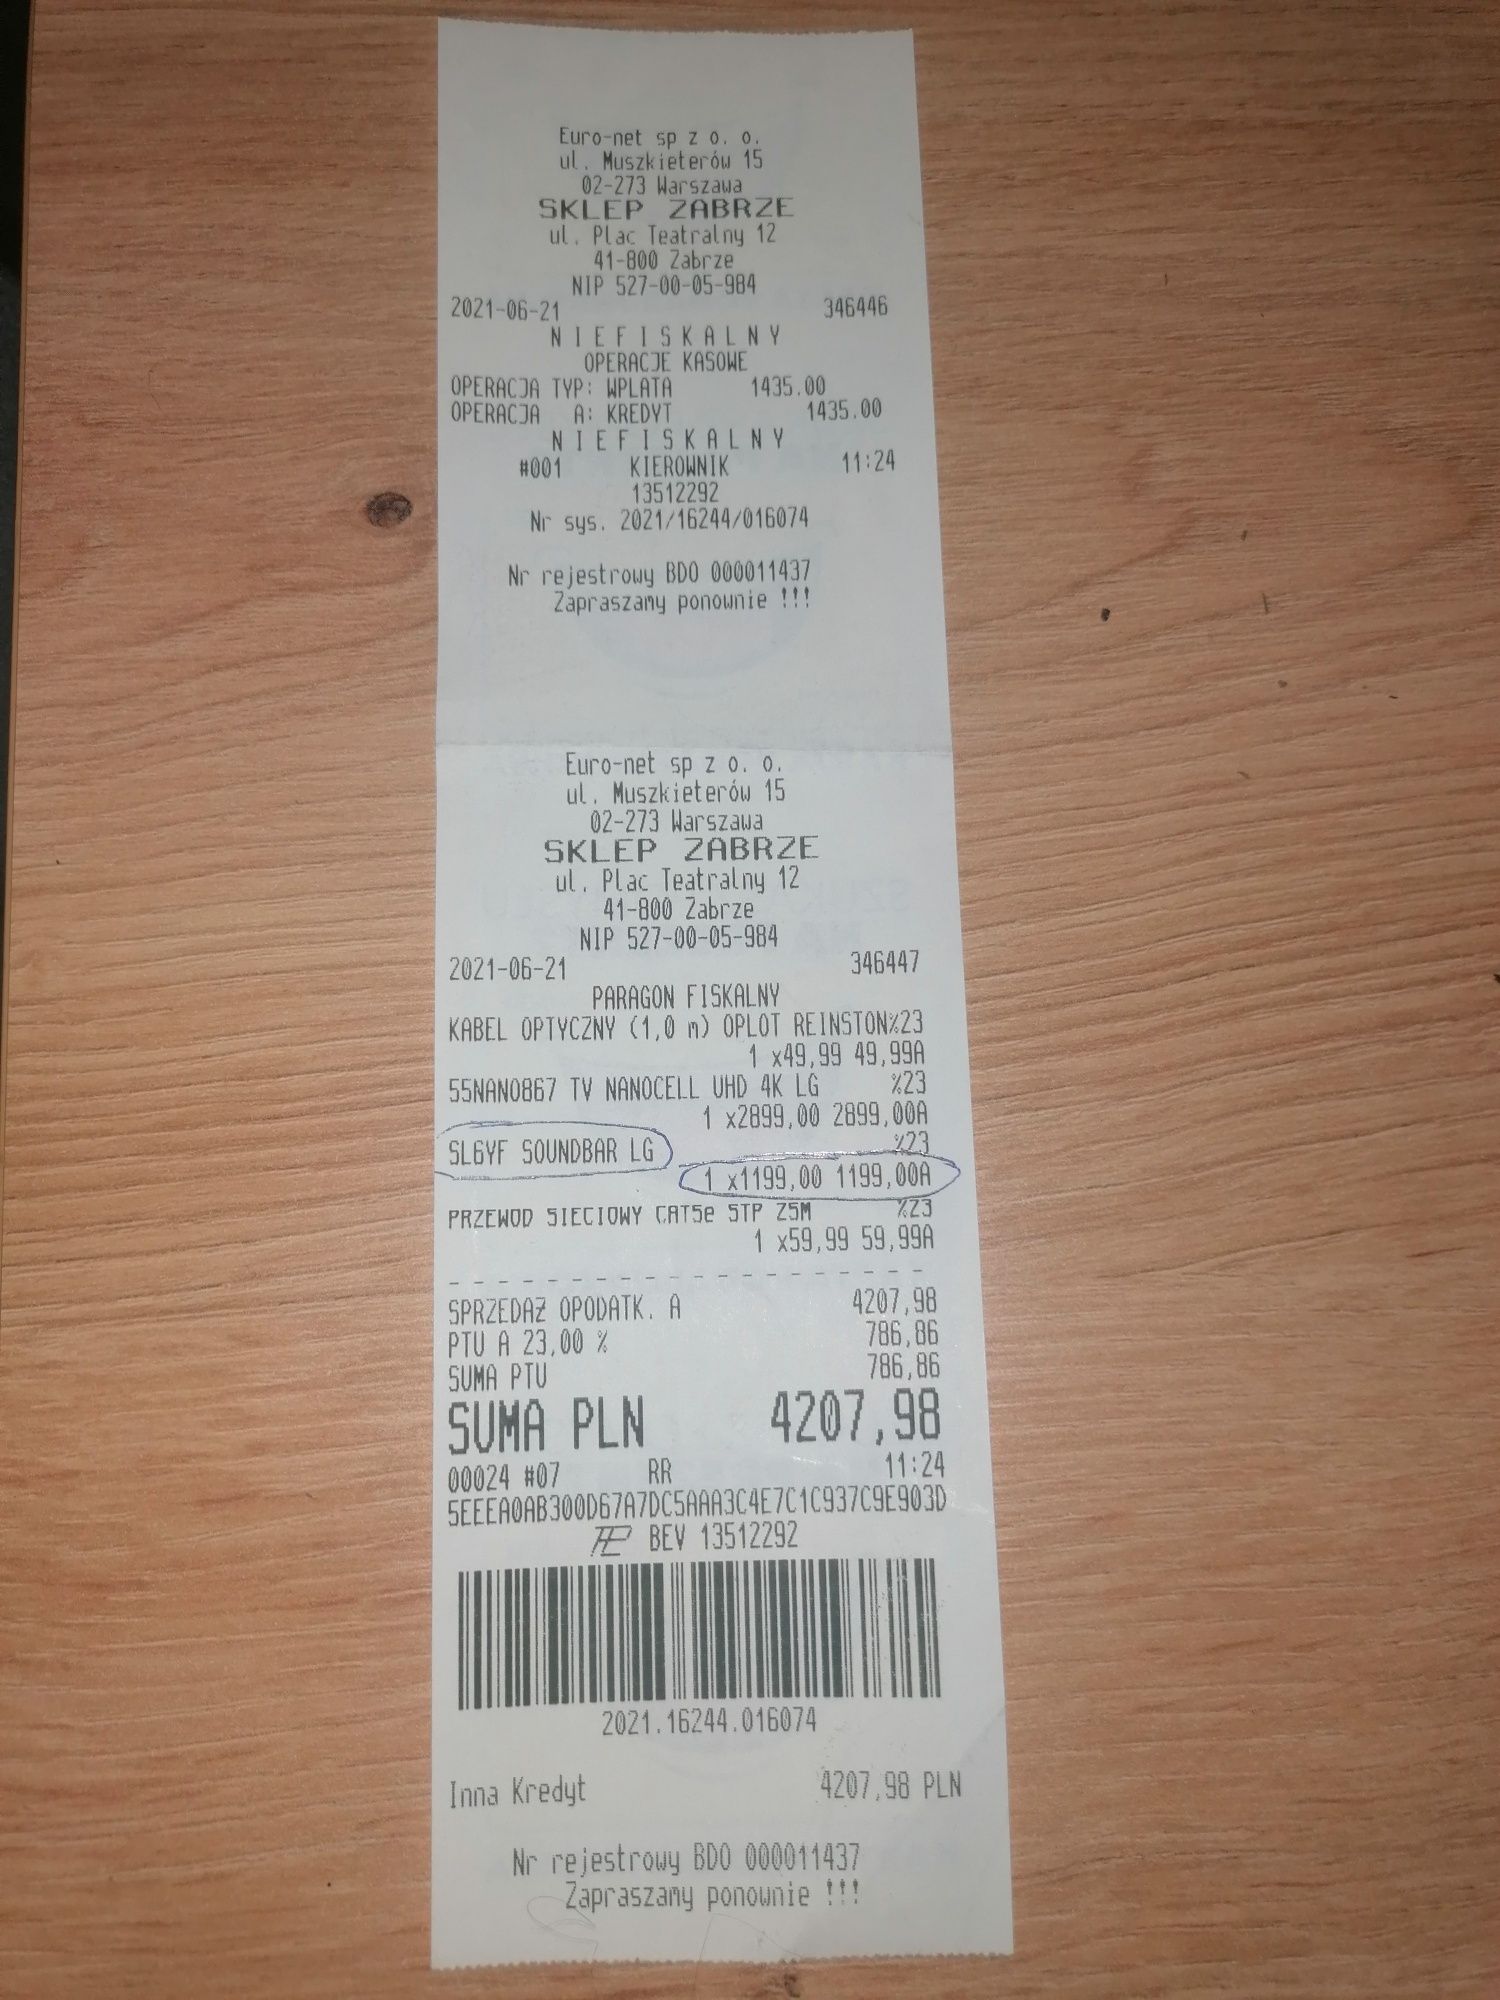 Euro-net sp z o. o.
ul. Muszkieterów 15
02-273 Warszawa
SKLEP ZABRZE
ul. Plac Teatralny 12
41-800 Zabrze
NIP 527-00-05-984
2021-06-21 346446
N I E F I S K A L N Y
OPERACJE KASOWE
OPERACJA TYP: WPLATA 1435.00
OPERACJA A: KREDYT 1435.00
N I E F I S K A L N Y
#001 KIEROWNIK 11:24
13512292
Nr sys. 2021/16244/016074
Nr rejestrowy BDO 000011437
Zapraszamy ponownie !!!
Euro-net sp z o. o.
ul. Muszkieterów 15
02-273 Warszawa
SKLEP ZABRZE
ul. Plac Teatralny 12
41-800 Zabrze
NIP 527-00-05-984
2021-06-21 346447
PARAGON FISKALNY
KABEL OPTYCZNY (1,0 m) OPLOT REINSTON%23
1 x49,99 49,99A
55NANO867 TV NANOCELL UHD 4K LG %23
1 x2899,00 2899,00A
SL6YF SOUNDBAR LG %23
1 x1199,00 1199,00A
PRZEWOD SIECIOWY CAT5e STP 25M %23
1 x59,99 59,99A
- - - - - - - - - - - - - - - - - - - -
SPRZEDAŻ OPODATK. A 4207,98
PTU A 23,00 % 786,86
SUMA PTU 786,86
SUMA PLN 4207,98
00024 #07 RR 11:24
5EEEA0AB300D67A7DC5AAA3C4E7C1C937C9E903D
BEV 13512292
2021.16244.016074
Inna Kredyt 4207,98 PLN
Nr rejestrowy BDO 000011437
Zapraszamy ponownie !!!